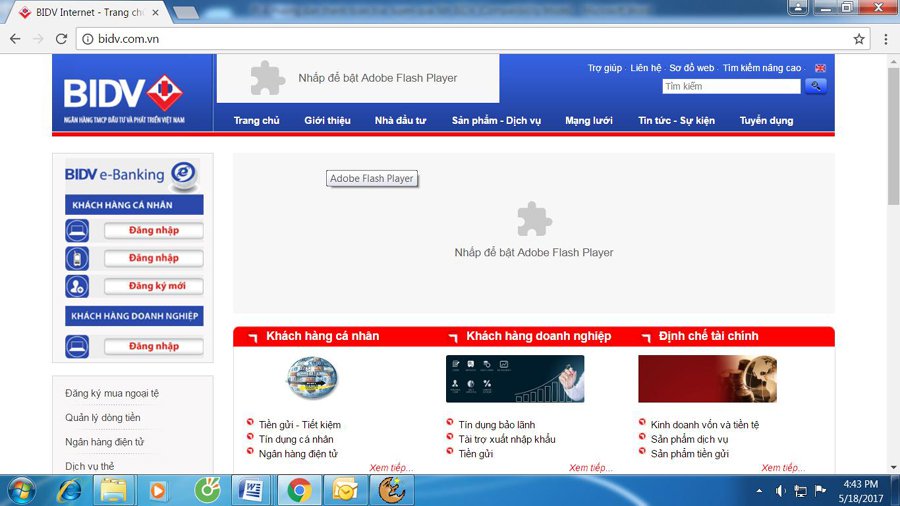 BIDV Internet - Trang chủ
bidv.com.vn
BIDV
NGÂN HÀNG TMCP ĐẦU TƯ VÀ PHÁT TRIỂN VIỆT NAM
Nhấp để bật Adobe Flash Player
Trợ giúp · Liên hệ · Sơ đồ web · Tìm kiếm nâng cao ·
Tìm kiếm
Trang chủ Giới thiệu Nhà đầu tư Sản phẩm - Dịch vụ Mạng lưới Tin tức - Sự kiện Tuyển dụng
BIDV e-Banking
KHÁCH HÀNG CÁ NHÂN
Đăng nhập
Đăng nhập
Đăng ký mới
KHÁCH HÀNG DOANH NGHIỆP
Đăng nhập
Đăng ký mua ngoại tệ
Quản lý dòng tiền
Ngân hàng điện tử
Dịch vụ thẻ
Adobe Flash Player
Nhấp để bật Adobe Flash Player
Khách hàng cá nhân
Tiền gửi - Tiết kiệm
Tín dụng cá nhân
Ngân hàng điện tử
Xem tiếp...
Khách hàng doanh nghiệp
Tín dụng bảo lãnh
Tài trợ xuất nhập khẩu
Tiền gửi
Xem tiếp...
Định chế tài chính
Kinh doanh vốn và tiền tệ
Sản phẩm dịch vụ
Sản phẩm tiền gửi
Xem tiếp...
4:43 PM
5/18/2017